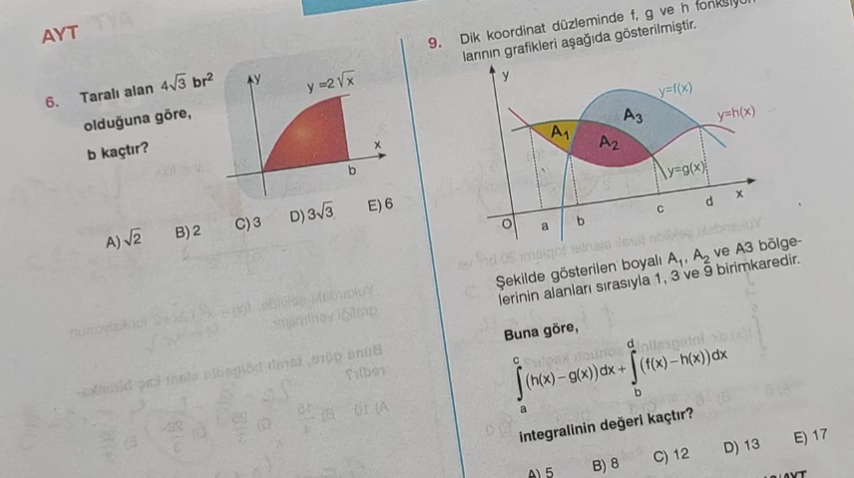 AYT
6. Taralı alan 4√3 br²
olduğuna göre,
b kaçtır?
y
y =2√x
x
b
A) √2 B) 2 C) 3 D) 3√3 E) 6
9. Dik koordinat düzleminde f, g ve h
larının grafikleri aşağıda gösterilmiştir.
y
y=f(x)
A₃
y=h(x)
A₁
A₂
y=g(x)
x
O a b c d
Şekilde gösterilen boyalı A₁, A₂ ve A3 bölge-
lerinin alanları sırasıyla 1, 3 ve 9 birimkaredir.
Buna göre,
∫ₐᶜ (h(x) – g(x)) dx + ∫ᵦᵈ (f(x) – h(x)) dx
integralinin değeri kaçtır?
A) 5 B) 8 C) 12 D) 13 E) 17